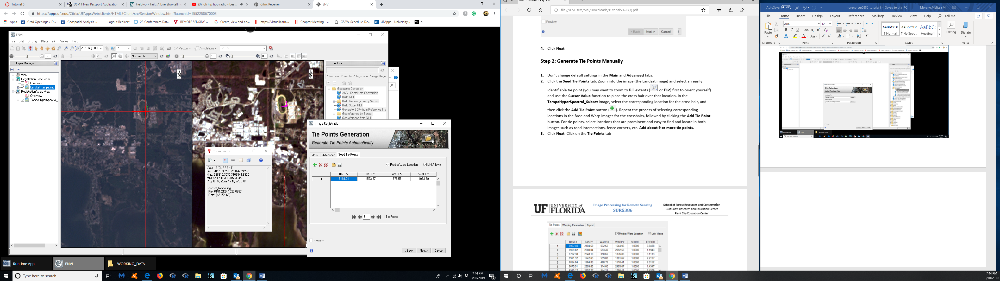 Tutorial 5
DS-11 New Passport Application
Fieldwork Fails: A Live Storytelling
(3) lofi hip hop radio - beats
Citrix Receiver
ENVI
https://apps.ufl.edu/Citrix/UFAppsWeb/clients/HTML5Client/src/SessionWindow.html?launchid=1552258670003
Apps
Grad Openings » D...
Geospatial Analysis ...
Logout Redirect
23 Conferences Dat...
REMOTE SENSING ...
Create, view and ed...
https://virtuallearn...
Chapter Meeting – ...
GSAW-Schedule-De...
UFApps - University...
a
ENVI
File Edit Display Placemarks Views Help
297.0% (3.0:1
0°
Vectors
Annotations
Go To
50
20
No stretch
10
0
Layer Manager
View
Registration Base View
Overview
Landsat_tampa.img
Registration Warp View
Overview
TampaHyperSpectral_S
N
1
N
1
Toolbox
/Geometric Correction/Registration/Image Regis
Geometric Correction
ASCII Coordinate Conversion
Build GLT
Build Geometry File by Sensor
Build Super GLT
Generate GCPs from Reference Ima
Georeference by Sensor
Georeference from GLT
Cursor Value
View #2 [CURRENT]
Geo: 28°3'0.39"N,82°38'42.24"W
Map: 338315.3035,3103844.6920
MGRS: 17RLM3831503845
Proj: UTM, Zone 17 N, WGS-84
Landsat_tampa.img
File: 6181.2124,1523.6687
Data: [42, 52, 68]
Image Registration
Tie Points Generation
Generate Tie Points Automatically
Main Advanced Seed Tie Points
Predict Warp Location
Link Views
BASEX BASEY WARPX WARPY
1 6181.21 1523.67 876.56 4053.39
1
1 Tie Points
Preview
< Back Next > Cancel
Runtime App
ENVI
WORKING_DATA
Type here to search
7:44 PM
3/10/2019
Tutorial5 (3).pdf
file:///C:/Users/Mel/Downloads/Tutorial5%20(3).pdf
Preview
< Back Next > Cancel
4. Click Next.
Step 2: Generate Tie Points Manually
1. Don't change default settings in the Main and Advanced tabs.
2. Click the Seed Tie Points tab. Zoom into the image (the Landsat image) and select an easily
identifiable tie point (you may want to zoom to full extents ( or F12) first to orient yourself)
and use the Cursor Value function to place the cross hair over that location. In the
TampaHyperSpectral_Subset image, select the corresponding location for the cross hair, and
then click the Add Tie Point button ( ). Repeat the process of selecting corresponding
locations in the Base and Warp images for the crosshairs, followed by clicking the Add Tie Point
button. For tie points, select locations that are prominent and easy to find and locate in both
images such as road intersections, fence corners, etc. Add about 9 or more tie points.
3. Click Next. Click on the Tie Points tab
UF UNIVERSITY of FLORIDA
Image Processing for Remote Sensing
SUR5386
School of Forest Resources and Conservation
Gulf Coast Research and Education Center
Plant City Education Center
Tie Points Warping Parameters Export
Predict Warp Location
Link Views
BASEX BASEY WARPX WARPY SCORE ERROR
1 6907.40 2104.69 532.62 1644.93 1.0000 3.9458
2 6929.82 2580.04 553.49 2092.56 1.0000 1.1943
3 6722.30 2348.10 358.67 1876.86 1.0000 3.1113
4 6971.32 1742.63 599.88 1301.67 1.0000 2.2197
5 6824.84 1964.80 460.72 1510.41 1.0000 2.0152
6 6675.91 2909.63 314.60 2405.67 1.0000 1.4347
AutoSave Off
moreno_sur5386_tutorial5 - Saved to this PC
Moreno,Melissa M
File Home Insert Design Layout References Mailings Review View Help Tell me
Paste
Clipboard
Arial
12
Font
Paragraph
AaBbCcDc
¶ Normal
AaBbCcDc
¶ No Spac...
AaBbCc
Heading 1
Styles
Editing
Dictate
Voice
File Selection
Select Two Input Files
7:44 PM
3/10/2019